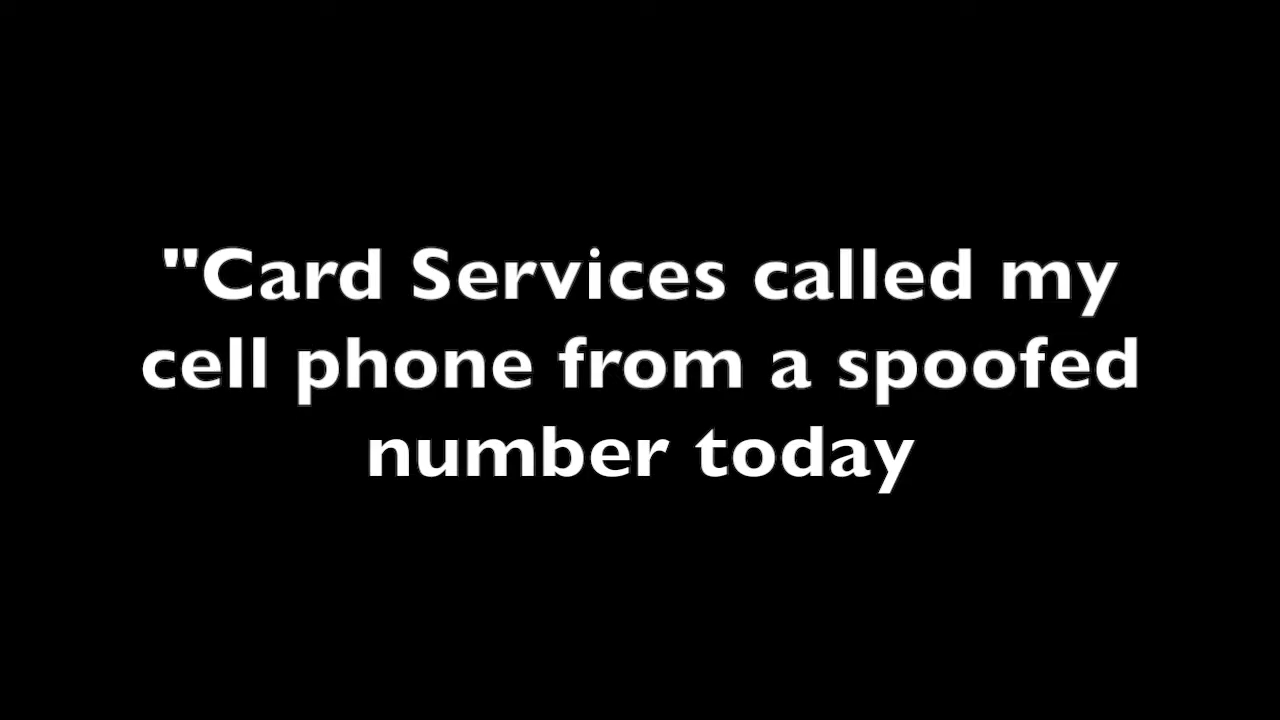 "Card Services called my
cell phone from a spoofed
number today